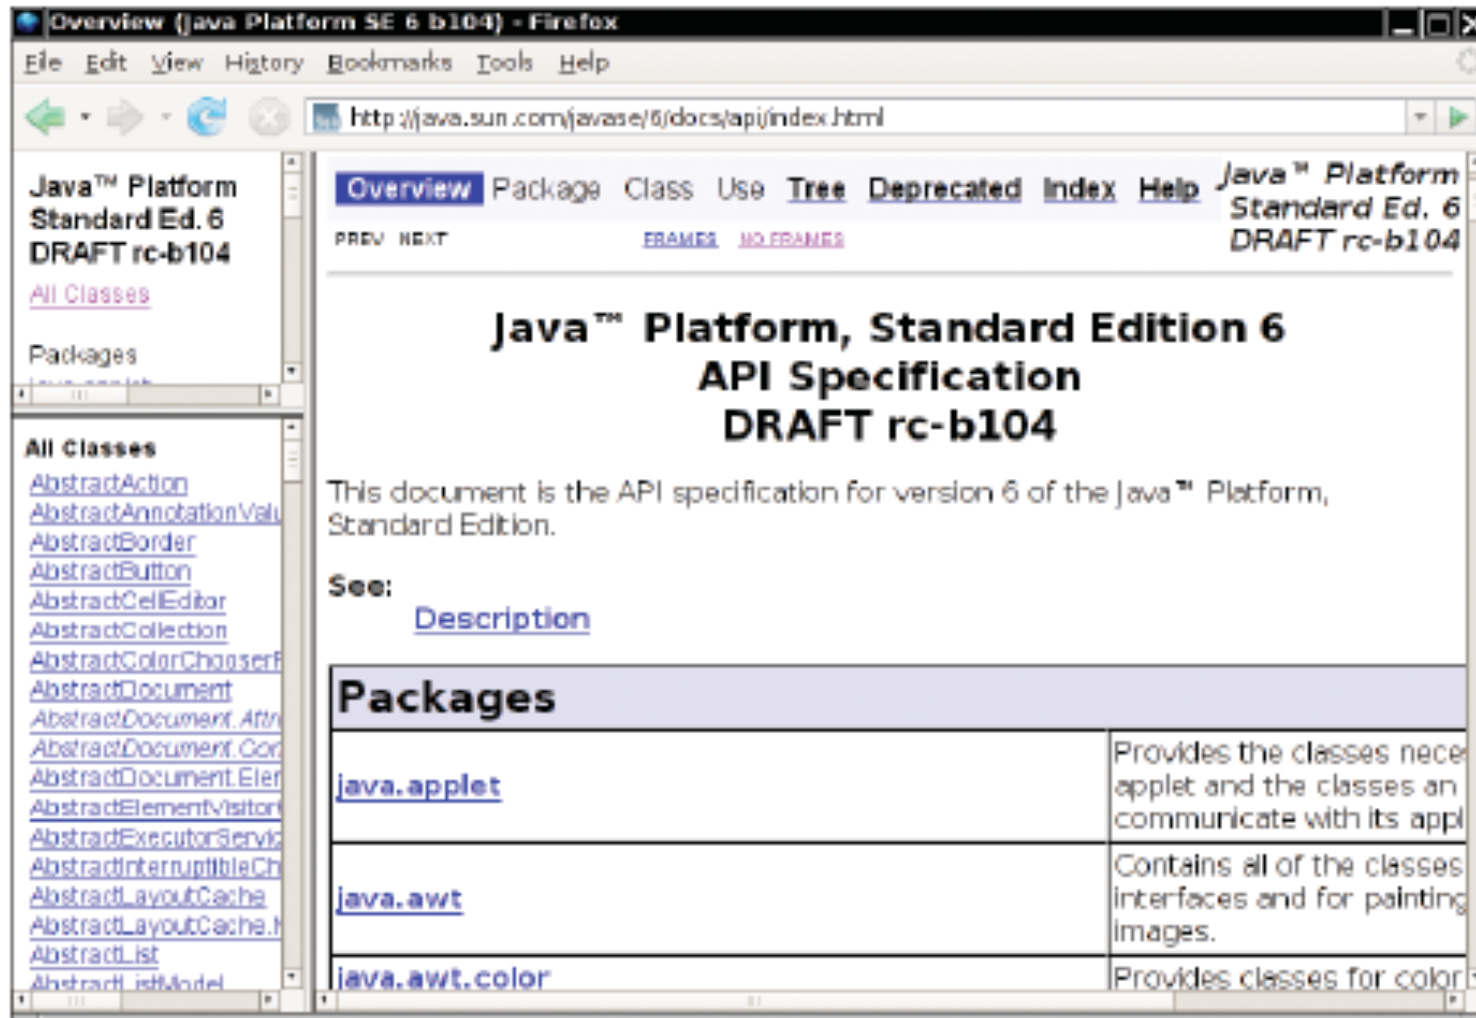 Overview (Java Platform SE 6 b104) - Firefox
File Edit View History Bookmarks Tools Help
http://java.sun.com/javase/6/docs/api/index.html
Java™ Platform
Standard Ed. 6
DRAFT rc-b104
All Classes
Packages
java.applet
All Classes
AbstractAction
AbstractAnnotationValu
AbstractBorder
AbstractButton
AbstractCellEditor
AbstractCollection
AbstractColorChooserP
AbstractDocument
AbstractDocument.Attri
AbstractDocument.Con
AbstractDocument.Elem
AbstractElementVisitor
AbstractExecutorServic
AbstractInterruptibleCh
AbstractLayoutCache
AbstractLayoutCache.N
AbstractList
AbstractListModel
Overview Package Class Use Tree Deprecated Index Help
PREV NEXT FRAMES NO FRAMES
Java™ Platform
Standard Ed. 6
DRAFT rc-b104
Java™ Platform, Standard Edition 6
API Specification
DRAFT rc-b104
This document is the API specification for version 6 of the Java™ Platform,
Standard Edition.
See:
Description
Packages
java.applet
Provides the classes nece
applet and the classes an
communicate with its appl
java.awt
Contains all of the classes
interfaces and for painting
images.
java.awt.color
Provides classes for color